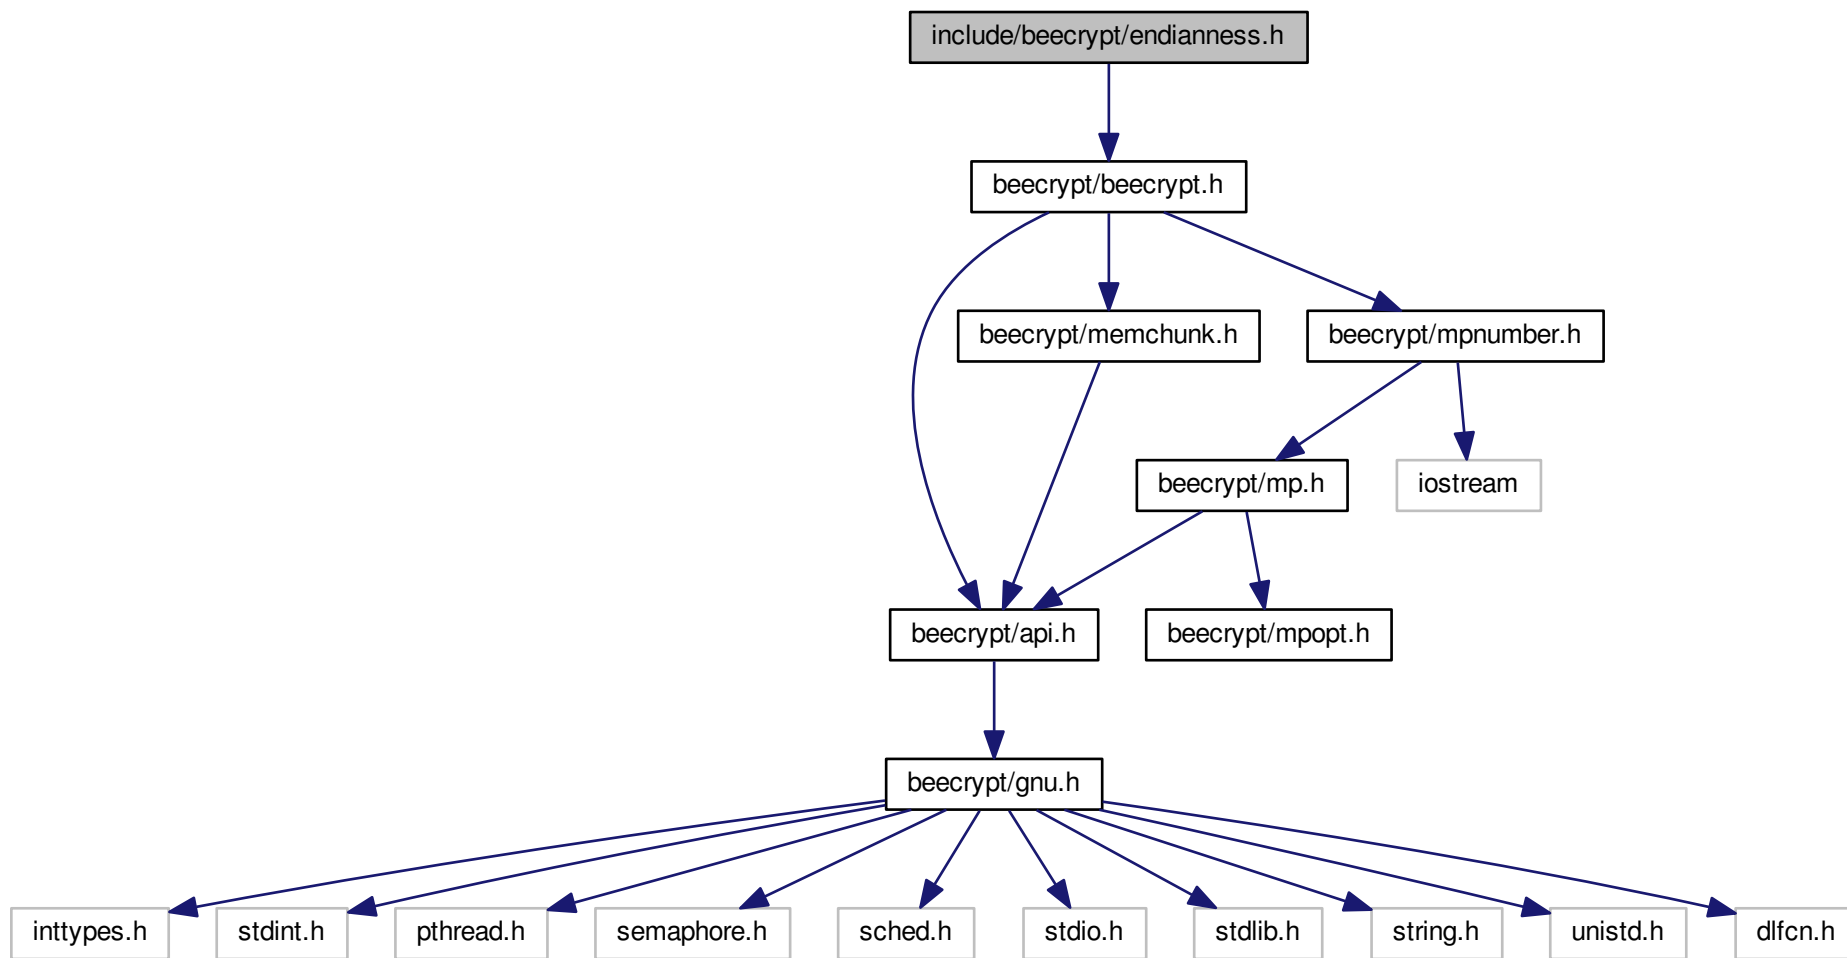 include/beecrypt/endianness.h
beecrypt/beecrypt.h
beecrypt/memchunk.h
beecrypt/mpnumber.h
beecrypt/mp.h
iostream
beecrypt/api.h
beecrypt/mpopt.h
beecrypt/gnu.h
inttypes.h
stdint.h
pthread.h
semaphore.h
sched.h
stdio.h
stdlib.h
string.h
unistd.h
dlfcn.h